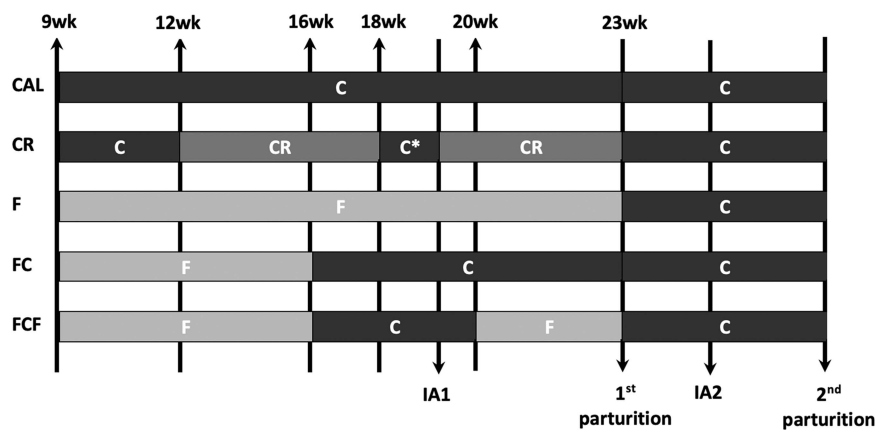 9wk 12wk 16wk 18wk 20wk 23wk
CAL C C
CR C CR C* CR C
F F C
FC F C C
FCF F C F C
IA1 1st parturition IA2 2nd parturition